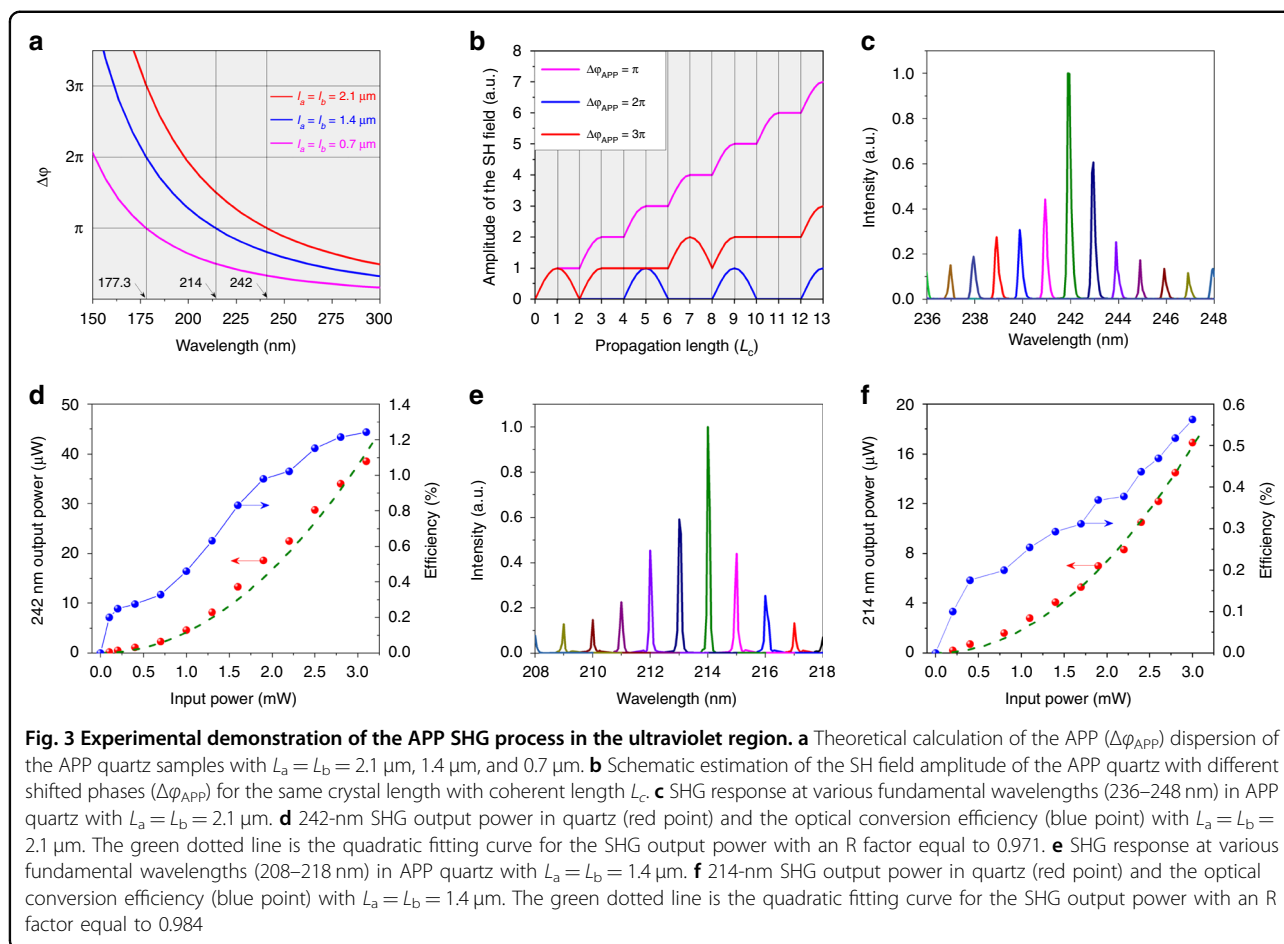 a
3π
2π
π
Δφ
lₐ = l_b = 2.1 μm
lₐ = l_b = 1.4 μm
lₐ = l_b = 0.7 μm
177.3 214 242
150 175 200 225 250 275 300
Wavelength (nm)
b
8
7
6
5
4
3
2
1
0
Amplitude of the SH field (a.u.)
Δφ_APP = π
Δφ_APP = 2π
Δφ_APP = 3π
0 1 2 3 4 5 6 7 8 9 10 11 12 13
Propagation length (L_c)
c
1.0
0.8
0.6
0.4
0.2
0.0
Intensity (a.u.)
236 238 240 242 244 246 248
Wavelength (nm)
d
50
40
30
20
10
0
242 nm output power (μW)
1.4
1.2
1.0
0.8
0.6
0.4
0.2
0.0
Efficiency (%)
0.0 0.5 1.0 1.5 2.0 2.5 3.0
Input power (mW)
e
1.0
0.8
0.6
0.4
0.2
0.0
Intensity (a.u.)
208 210 212 214 216 218
Wavelength (nm)
f
20
16
12
8
4
0
214 nm output power (μW)
0.6
0.5
0.4
0.3
0.2
0.1
0.0
Efficiency (%)
0.0 0.5 1.0 1.5 2.0 2.5 3.0
Input power (mW)
Fig. 3 Experimental demonstration of the APP SHG process in the ultraviolet region. a Theoretical calculation of the APP (Δφ_APP) dispersion of
the APP quartz samples with Lₐ = L_b = 2.1 μm, 1.4 μm, and 0.7 μm. b Schematic estimation of the SH field amplitude of the APP quartz with different
shifted phases (Δφ_APP) for the same crystal length with coherent length L_c. c SHG response at various fundamental wavelengths (236–248 nm) in APP
quartz with Lₐ = L_b = 2.1 μm. d 242-nm SHG output power in quartz (red point) and the optical conversion efficiency (blue point) with Lₐ = L_b =
2.1 μm. The green dotted line is the quadratic fitting curve for the SHG output power with an R factor equal to 0.971. e SHG response at various
fundamental wavelengths (208–218 nm) in APP quartz with Lₐ = L_b = 1.4 μm. f 214-nm SHG output power in quartz (red point) and the optical
conversion efficiency (blue point) with Lₐ = L_b = 1.4 μm. The green dotted line is the quadratic fitting curve for the SHG output power with an R
factor equal to 0.984